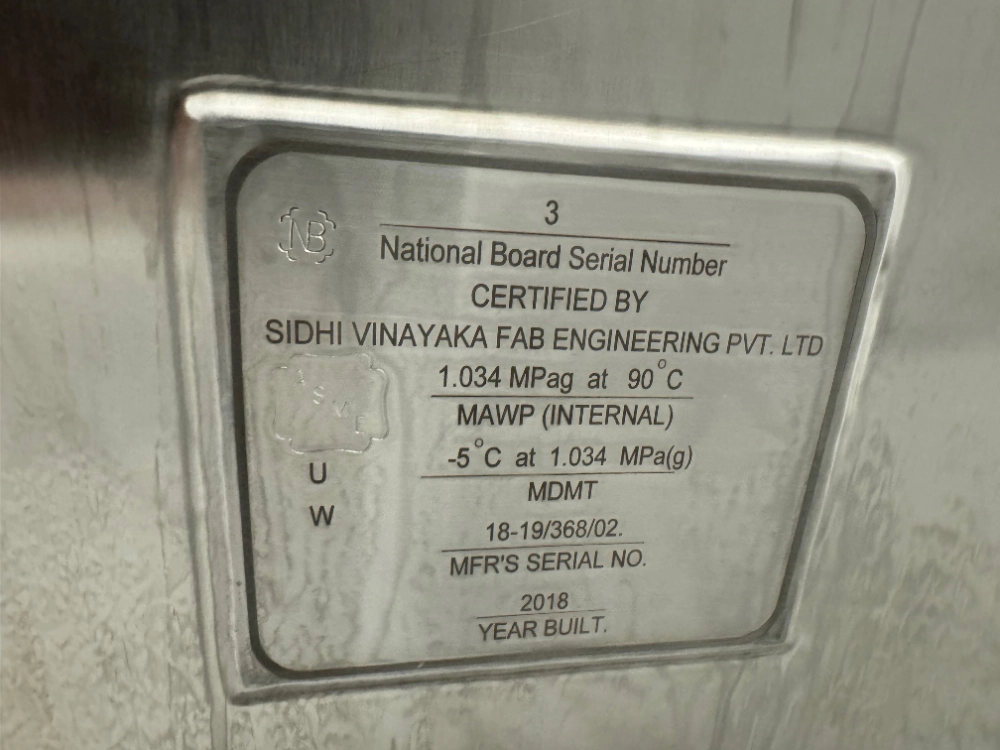 3
NB
National Board Serial Number
CERTIFIED BY
SIDHI VINAYAKA FAB ENGINEERING PVT. LTD
1.034 MPag at 90°C
ASME
MAWP (INTERNAL)
-5°C at 1.034 MPa(g)
U
MDMT
W
18-19/368/02.
MFR'S SERIAL NO.
2018
YEAR BUILT.